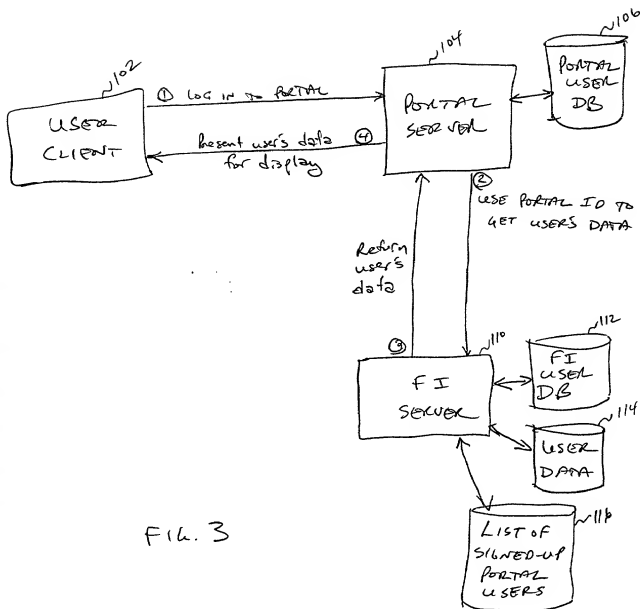 102
104
106
① LOG IN TO PORTAL
PORTAL
USER
DB
USER
CLIENT
PORTAL
SERVER
Present user's data ④
for display
②
USE PORTAL ID TO
GET USER'S DATA
Return
user's
data
③
110
FI
SERVER
112
FI
USER
DB
114
USER
DATA
116
LIST OF
SIGNED-UP
PORTAL
USERS
FIG. 3